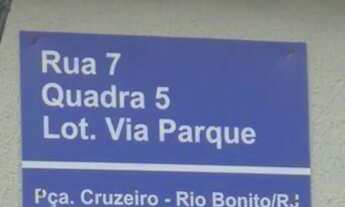 Rua 7
Quadra 5
Lot. Via Parque
Pça. Cruzeiro - Rio Bonito/RJ